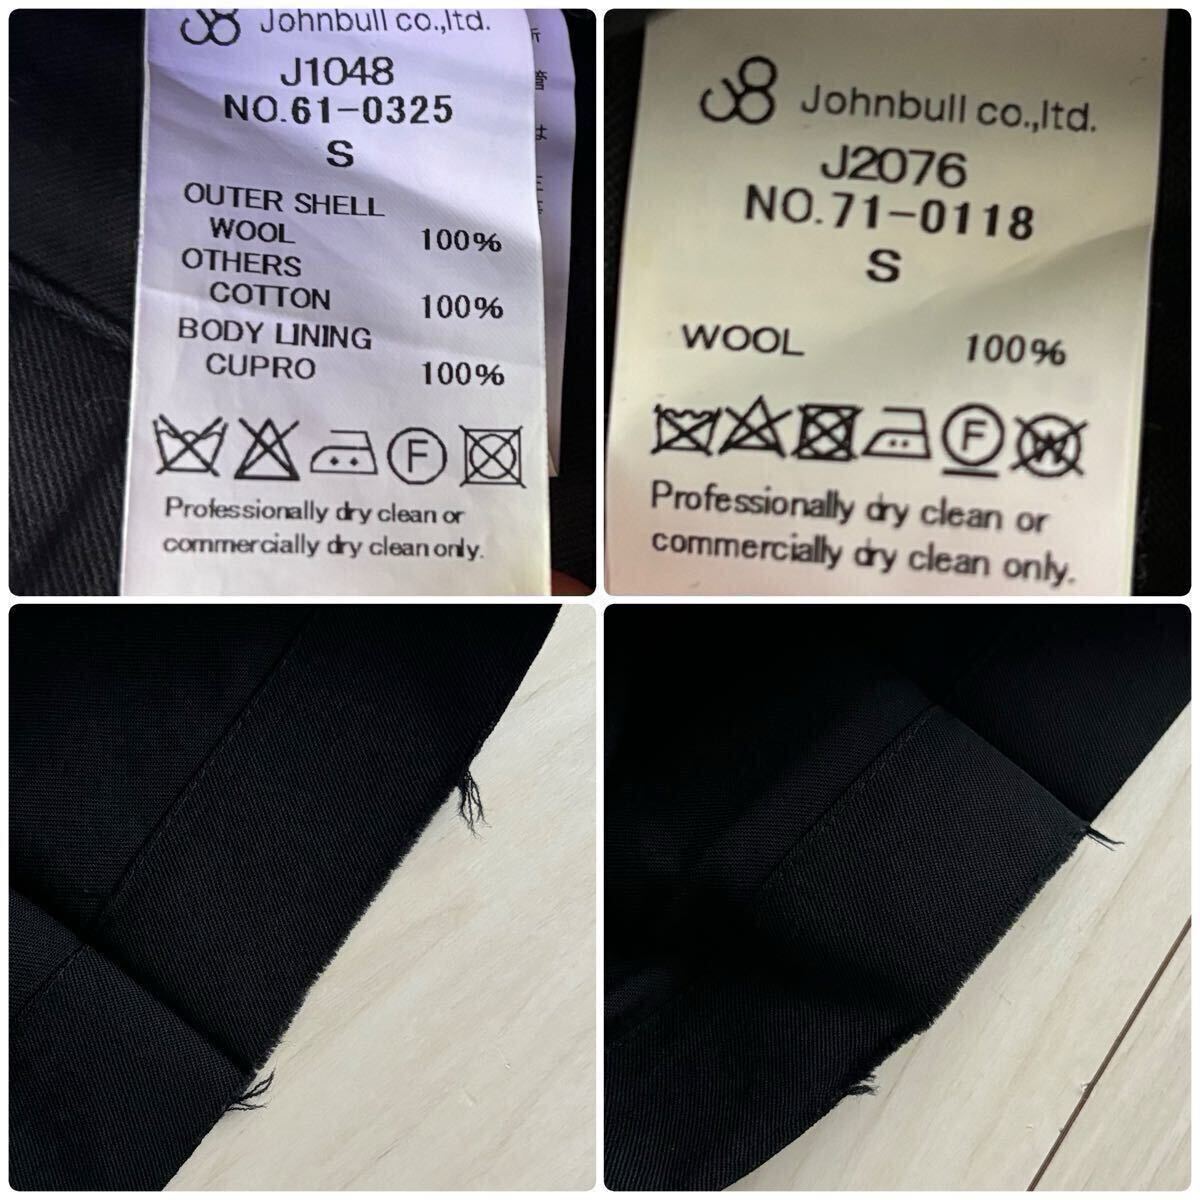 Johnbull co.,ltd.
J1048
NO.61-0325
S
OUTER SHELL
WOOL 100%
OTHERS
COTTON 100%
BODY LINING
CUPRO 100%
F
Professionally dry clean or
commercially dry clean only.
管
は
Johnbull co.,ltd.
J2076
NO.71-0118
S
WOOL 100%
F W
Professionally dry clean or
commercially dry clean only.